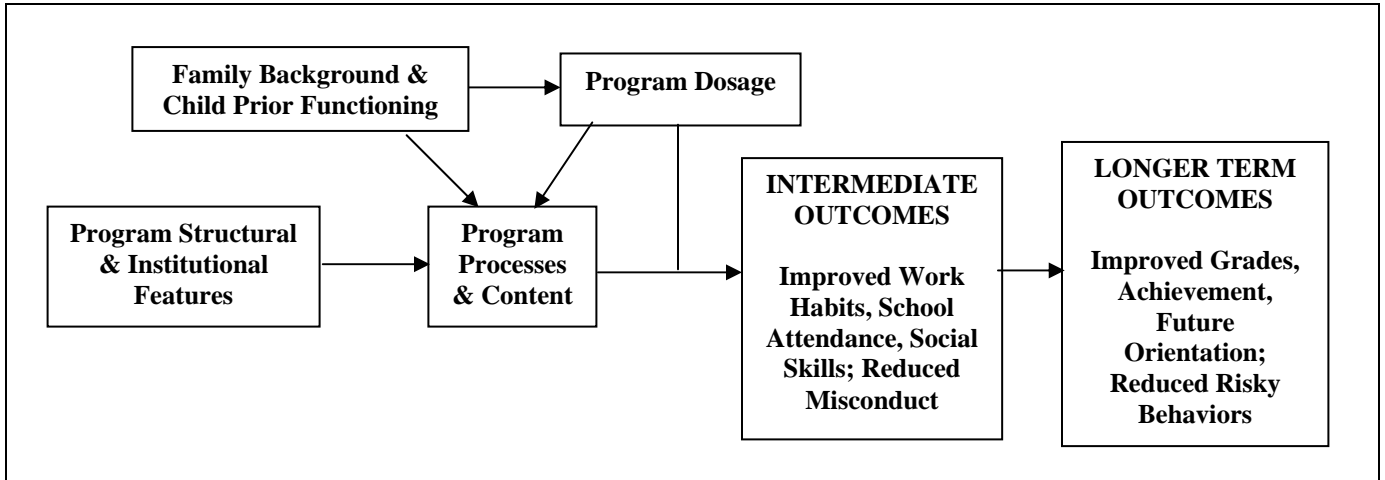 Family Background &
Child Prior Functioning
Program Dosage
Program Structural
& Institutional
Features
Program
Processes
& Content
INTERMEDIATE
OUTCOMES
Improved Work
Habits, School
Attendance, Social
Skills; Reduced
Misconduct
LONGER TERM
OUTCOMES
Improved Grades,
Achievement,
Future
Orientation;
Reduced Risky
Behaviors